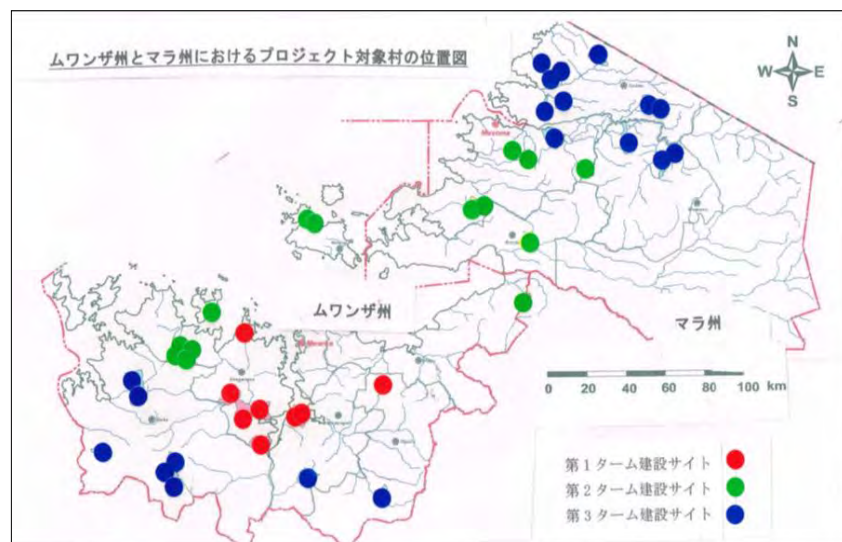 ムワンザ州とマラ州におけるプロジェクト対象村の位置図
N
W E
S
ムワンザ州
マラ州
0 20 40 60 80 100 km
第1ターム建設サイト
第2ターム建設サイト
第3ターム建設サイト